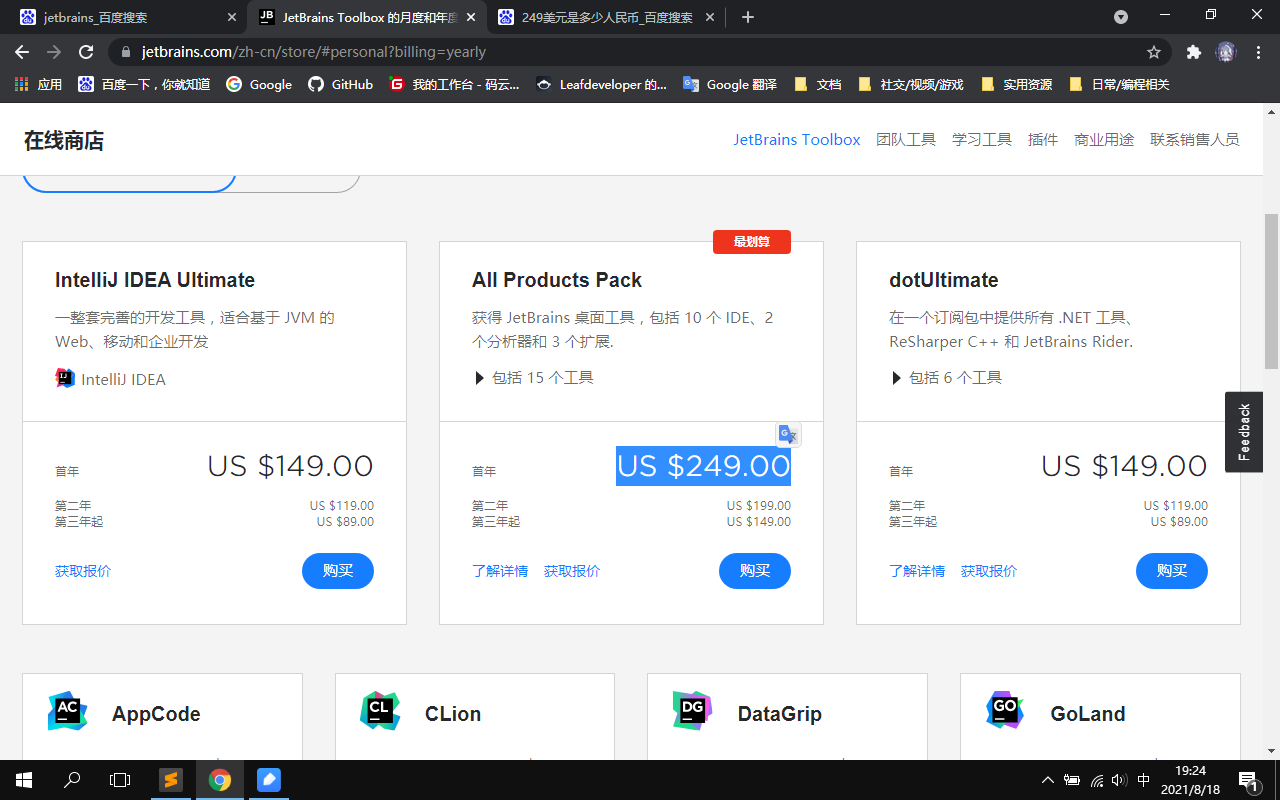 jetbrains_百度搜索
JetBrains Toolbox 的月度和年度
249美元是多少人民币_百度搜索
jetbrains.com/zh-cn/store/#personal?billing=yearly
应用
百度一下，你就知道
Google
GitHub
我的工作台 - 码云...
Leafdeveloper 的...
Google 翻译
文档
社交/视频/游戏
实用资源
日常/编程相关
在线商店
JetBrains Toolbox
团队工具
学习工具
插件
商业用途
联系销售人员
最划算
IntelliJ IDEA Ultimate
一整套完善的开发工具，适合基于 JVM 的
Web、移动和企业开发
IntelliJ IDEA
首年
US $149.00
第二年
US $119.00
第三年起
US $89.00
获取报价
购买
All Products Pack
获得 JetBrains 桌面工具，包括 10 个 IDE、2
个分析器和 3 个扩展.
包括 15 个工具
首年
US $249.00
第二年
US $199.00
第三年起
US $149.00
了解详情
获取报价
购买
dotUltimate
在一个订阅包中提供所有 .NET 工具、
ReSharper C++ 和 JetBrains Rider.
包括 6 个工具
首年
US $149.00
第二年
US $119.00
第三年起
US $89.00
了解详情
获取报价
购买
Feedback
AC
AppCode
CL
CLion
DG
DataGrip
GO
GoLand
中
19:24
2021/8/18
1